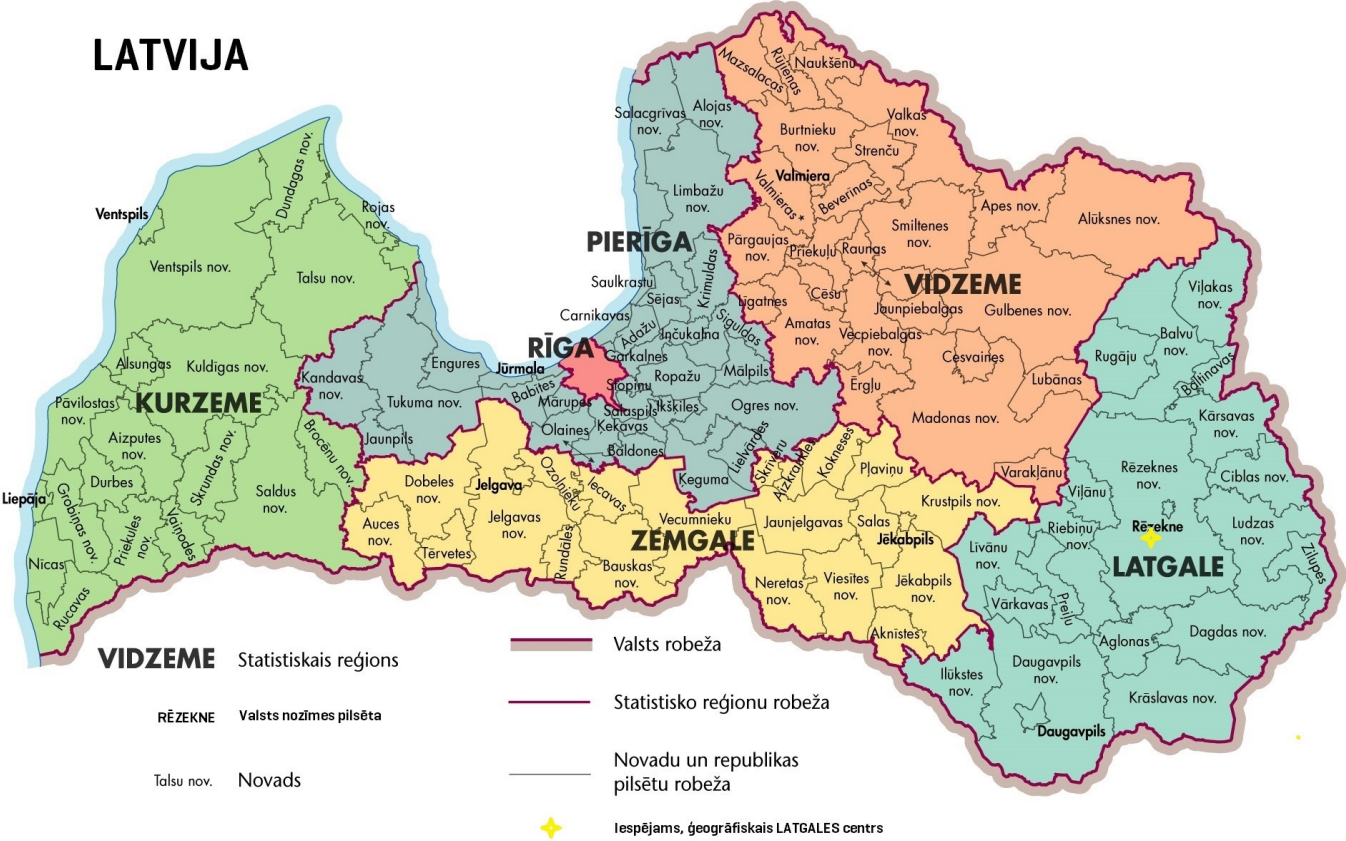 LATVIJA
Mazsalacas
Rūjienas
Naukšēnu
Salacgrīvas
nov.
Alojas
nov.
Valkas
nov.
Burtnieku
nov.
Strenču
Dundagas nov.
Valmiera
Valmieras*
Beverīnas
Limbažu
nov.
Ventspils
Rojas
nov.
Apes nov.
Alūksnes nov.
Smiltenes
nov.
PIERĪGA
Pārgaujas
nov.
Priekuļu
Raunas
Ventspils nov.
Talsu nov.
Krimuldas
VIDZEME
Saulkrastu
Sējas
Līgatnes
Cēsu
Jaunpiebalgas
Gulbenes nov.
Viļakas
nov.
Carnikavas
Ādažu
Inčukalna
Siguldas
Amatas
nov.
Vecpiebalgas
nov.
Balvu
nov.
RĪGA
Garkalnes
Cesvaines
Rugāju
Baltinavas
Alsungas
Kuldīgas nov.
Engures
Jūrmala
Kandavas
nov.
Babītes
Stopiņu
Ropažu
Mālpils
Ērgļu
Lubānas
KURZEME
Pāvilostas
nov.
Tukuma nov.
Mārupes
Salaspils
Ikšķiles
Ogres nov.
Madonas nov.
Kārsavas
nov.
Aizputes
nov.
Skrundas nov.
Brocēnu nov.
Jaunpils
Olaines
Ķekavas
Baldones
Lielvārdes
Skrīveru
Aizkraukles
Kokneses
Pļaviņu
Varakļānu
Rēzeknes
nov.
Ciblas nov.
Durbes
Liepāja
Grobiņas nov.
Saldus
nov.
Dobeles
nov.
Jelgava
Ozolnieku
Iecavas
Ķeguma
Krustpils nov.
Viļānu
Priekules
nov.
Vaiņodes
Auces
nov.
Jelgavas
nov.
Vecumnieku
Jaunjelgavas
Salas
Riebiņu
nov.
Rēzekne
Ludzas
nov.
Zilupes
Tērvetes
Rundāles
ZEMGALE
Jēkabpils
Līvānu
nov.
LATGALE
Nīcas
Bauskas
nov.
Neretas
nov.
Viesītes
nov.
Jēkabpils
nov.
Rucavas
Vārkavas
Preiļu
Aknīstes
Aglonas
Dagdas nov.
Ilūkstes
nov.
Daugavpils
nov.
Krāslavas nov.
Daugavpils
VIDZEME Statistiskais reģions
RĒZEKNE Valsts nozīmes pilsēta
Talsu nov. Novads
Valsts robeža
Statistisko reģionu robeža
Novadu un republikas
pilsētu robeža
Iespējams, ģeogrāfiskais LATGALES centrs